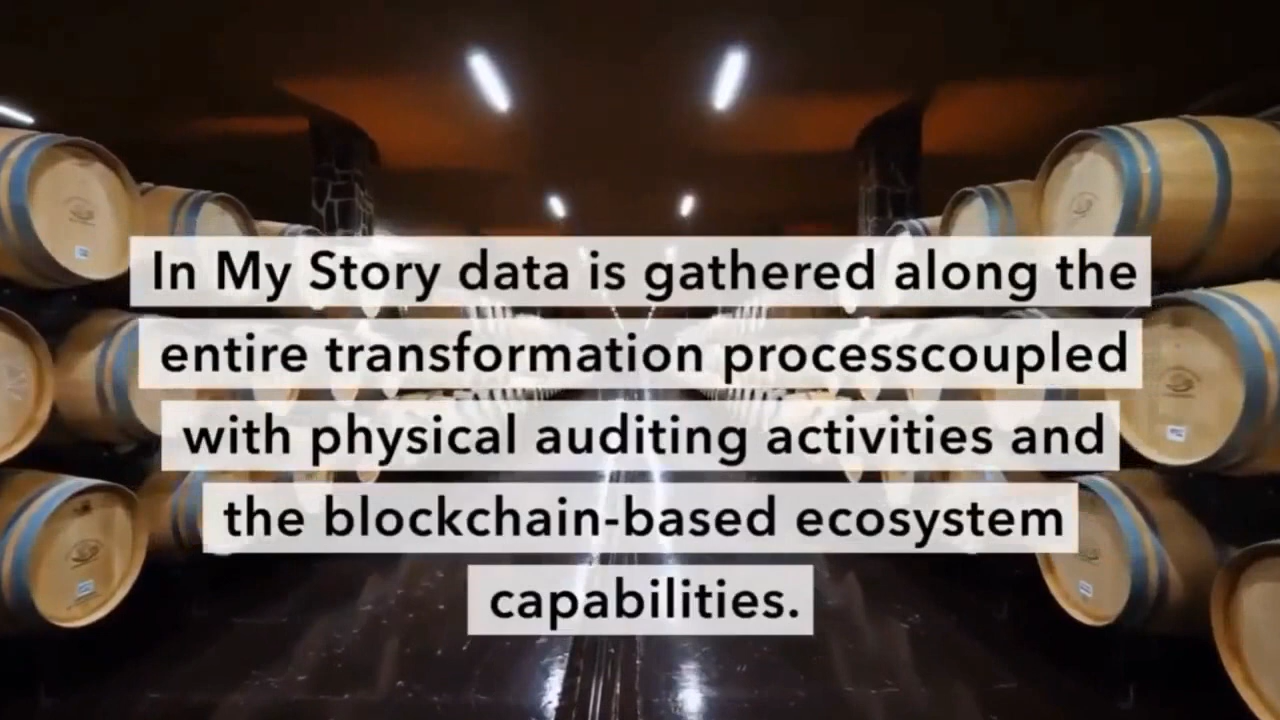 In My Story data is gathered along the
entire transformation processcoupled
with physical auditing activities and
the blockchain-based ecosystem
capabilities.